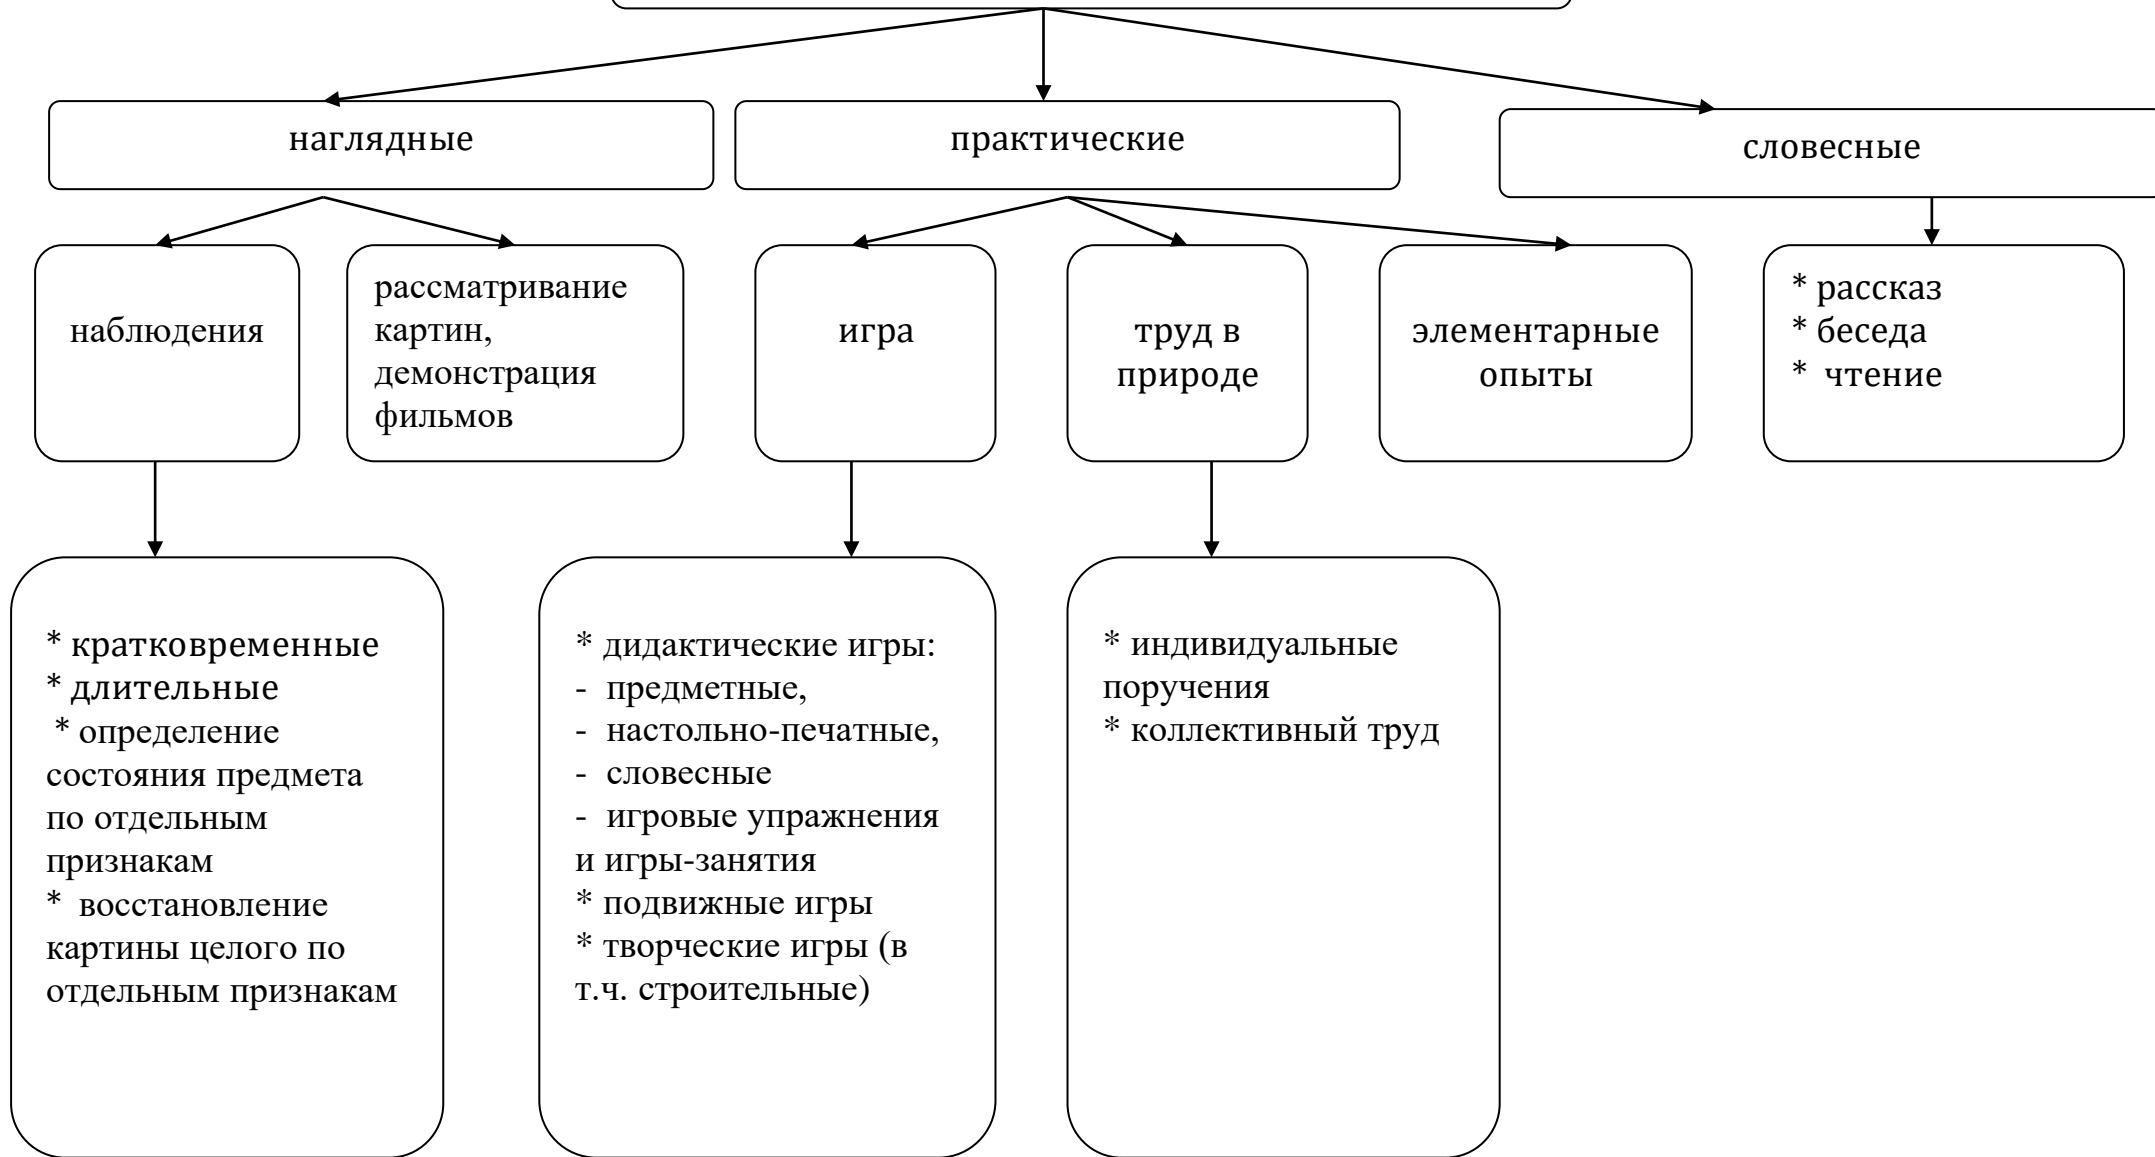 наглядные
практические
словесные
наблюдения
рассматривание
картин,
демонстрация
фильмов
игра
труд в
природе
элементарные
опыты
* рассказ
* беседа
*  чтение
* кратковременные
* длительные
* определение
состояния предмета
по отдельным
признакам
*  восстановление
картины целого по
отдельным признакам
* дидактические игры:
-  предметные,
-  настольно-печатные,
-  словесные
-  игровые упражнения
и игры-занятия
* подвижные игры
* творческие игры (в
т.ч. строительные)
* индивидуальные
поручения
* коллективный труд